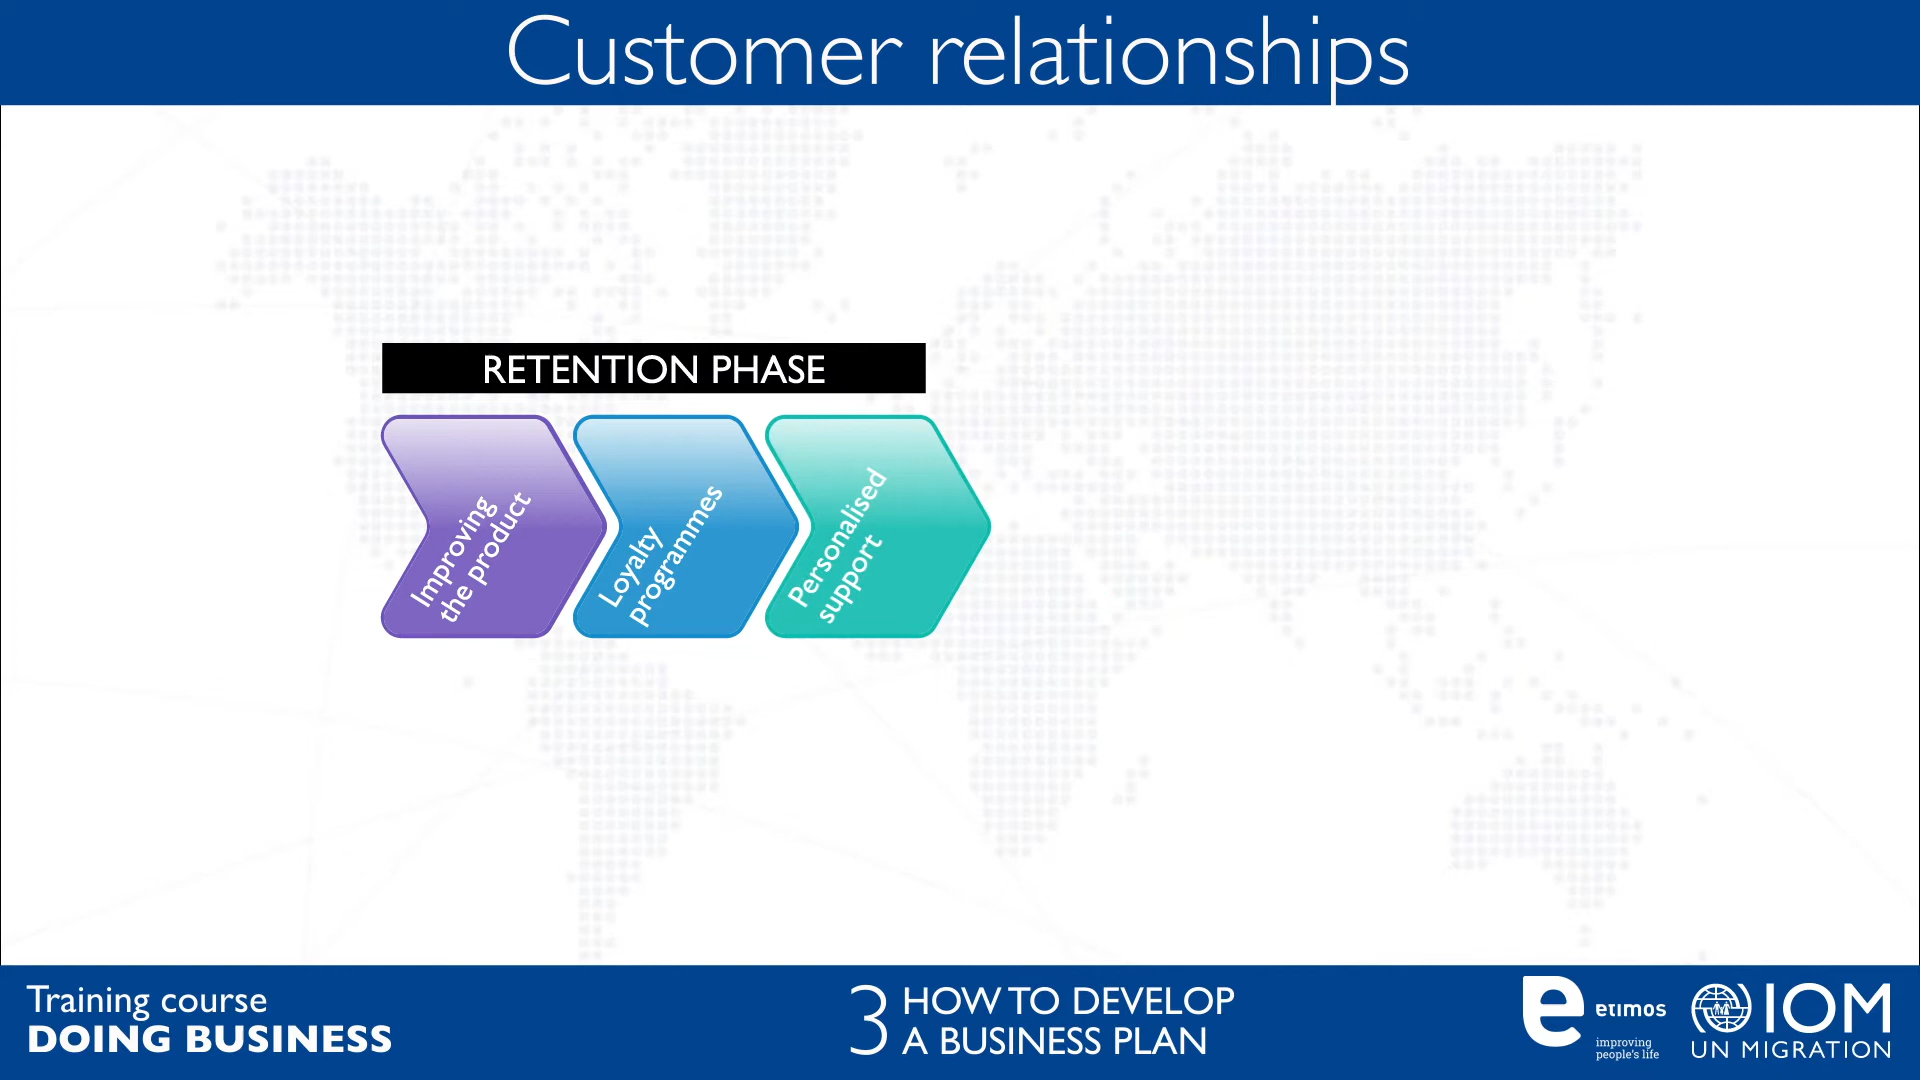 Customer relationships
RETENTION PHASE
Improving
the product
Loyalty
programmes
Personalised
support
Training course
DOING BUSINESS
3
HOW TO DEVELOP
A BUSINESS PLAN
e
etimos
improving
people's life
IOM
UN MIGRATION